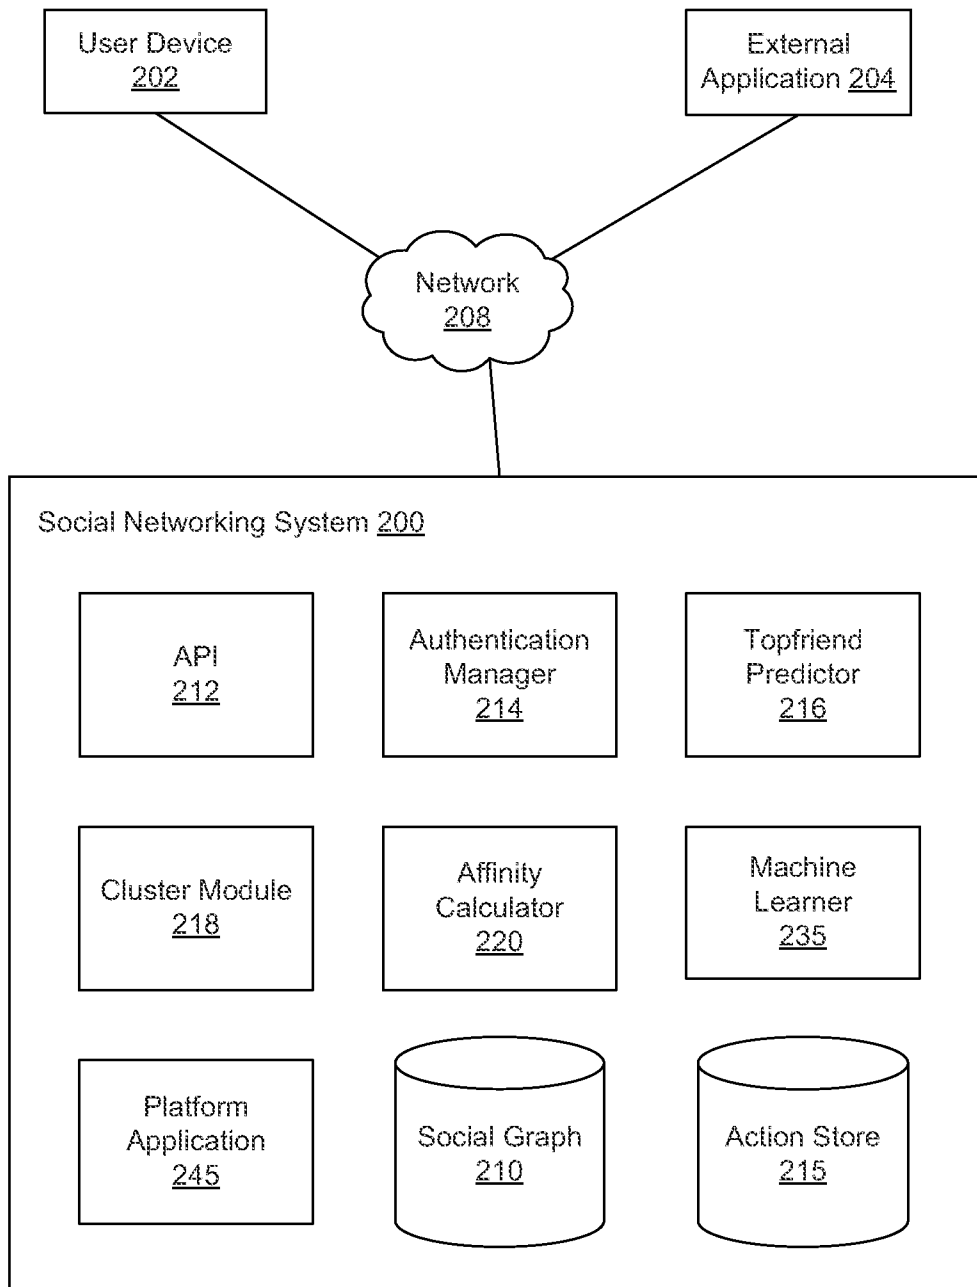 User Device
202
External
Application 204
Network
208
Social Networking System 200
API
212
Authentication
Manager
214
Topfriend
Predictor
216
Cluster Module
218
Affinity
Calculator
220
Machine
Learner
235
Platform
Application
245
Social Graph
210
Action Store
215